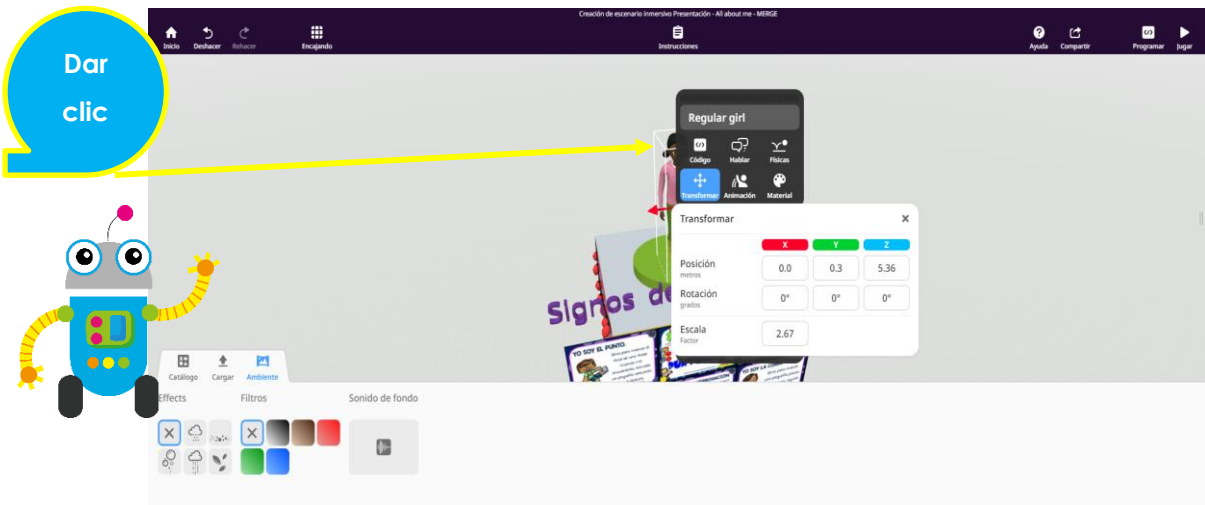 Creación de escenario inmersivo Presentación - All about me - MERGE
Inicio Deshacer Rehacer Encajando Instrucciones Ayuda Compartir Programar Jugar
Dar
clic
Regular girl
Código Hablar Físicas
Transformar Animación Material
Transformar
X Y Z
Posición 0.0 0.3 5.36
metros
Rotación 0° 0° 0°
grados
Escala 2.67
Factor
Signos de
YO SOY EL PUNTO.
YO SOY LA
Catálogo Cargar Ambiente
Effects Filtros Sonido de fondo